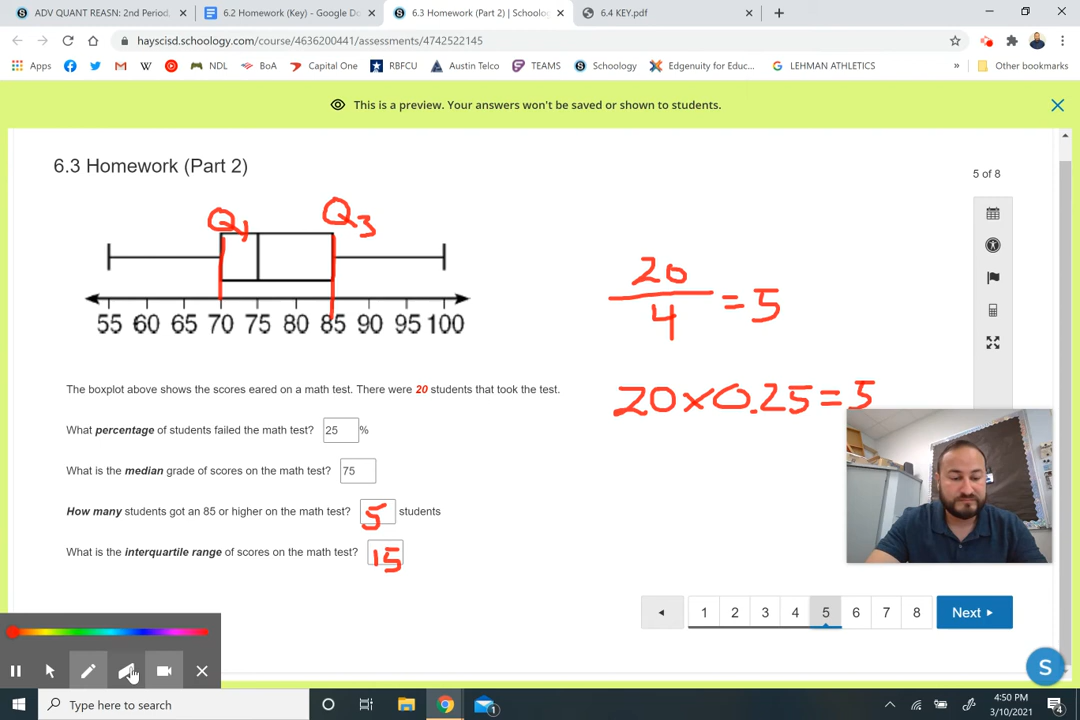 ADV QUANT REASN: 2nd Period,
6.2 Homework (Key) - Google Do
6.3 Homework (Part 2) | Schoolog
6.4 KEY.pdf
hayscisd.schoology.com/course/4636200441/assessments/4742522145
Apps
NDL
BoA
Capital One
RBFCU
Austin Telco
TEAMS
Schoology
Edgenuity for Educ...
LEHMAN ATHLETICS
»
Other bookmarks
This is a preview. Your answers won't be saved or shown to students.
6.3 Homework (Part 2)
5 of 8
Q1
Q3
55 60 65 70 75 80 85 90 95 100
20
4
= 5
20x0.25=5
The boxplot above shows the scores eared on a math test. There were 20 students that took the test.
What percentage of students failed the math test? 25 %
What is the median grade of scores on the math test? 75
How many students got an 85 or higher on the math test? 5 students
What is the interquartile range of scores on the math test? 15
1 2 3 4 5 6 7 8 Next
S
Type here to search
1
4:50 PM
3/10/2021
4